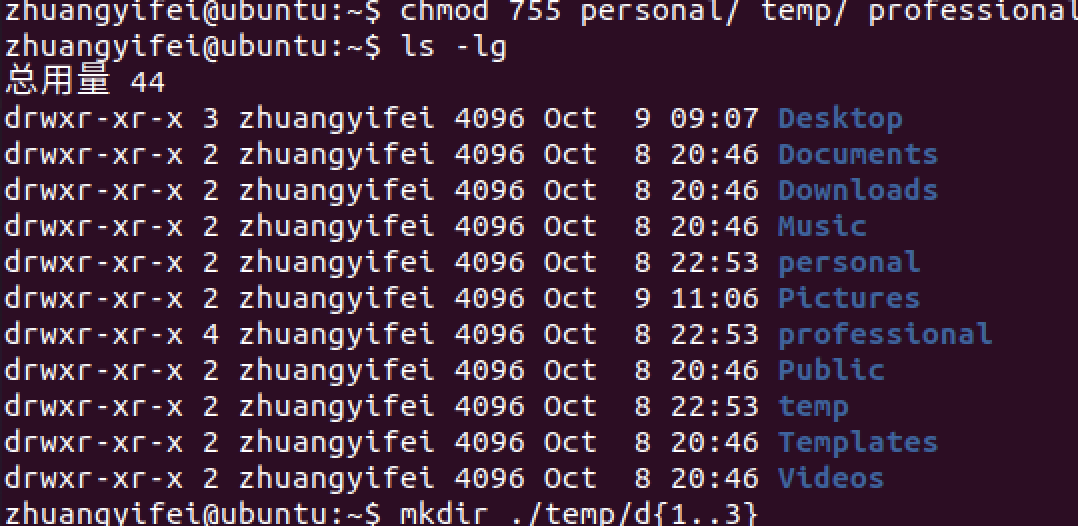 zhuangyifei@ubuntu:~$ chmod 755 personal/ temp/ professional
zhuangyifei@ubuntu:~$ ls -lg
总用量 44
drwxr-xr-x 3 zhuangyifei 4096 Oct  9 09:07 Desktop
drwxr-xr-x 2 zhuangyifei 4096 Oct  8 20:46 Documents
drwxr-xr-x 2 zhuangyifei 4096 Oct  8 20:46 Downloads
drwxr-xr-x 2 zhuangyifei 4096 Oct  8 20:46 Music
drwxr-xr-x 2 zhuangyifei 4096 Oct  8 22:53 personal
drwxr-xr-x 2 zhuangyifei 4096 Oct  9 11:06 Pictures
drwxr-xr-x 4 zhuangyifei 4096 Oct  8 22:53 professional
drwxr-xr-x 2 zhuangyifei 4096 Oct  8 20:46 Public
drwxr-xr-x 2 zhuangyifei 4096 Oct  8 22:53 temp
drwxr-xr-x 2 zhuangyifei 4096 Oct  8 20:46 Templates
drwxr-xr-x 2 zhuangyifei 4096 Oct  8 20:46 Videos
zhuangyifei@ubuntu:~$ mkdir ./temp/d{1..3}